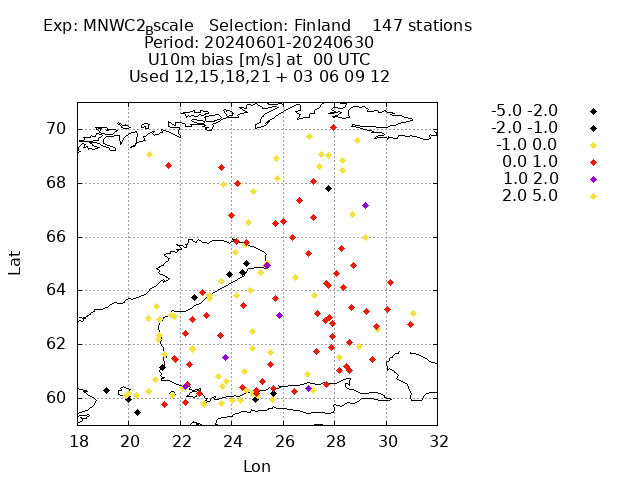 Exp: MNWC2_Bscale   Selection: Finland    147 stations
Period: 20240601-20240630
U10m bias [m/s] at  00 UTC
Used 12,15,18,21 + 03 06 09 12
-5.0 -2.0
-2.0 -1.0
-1.0 0.0
0.0 1.0
1.0 2.0
2.0 5.0
70
68
66
64
62
60
Lat
18 20 22 24 26 28 30 32
Lon